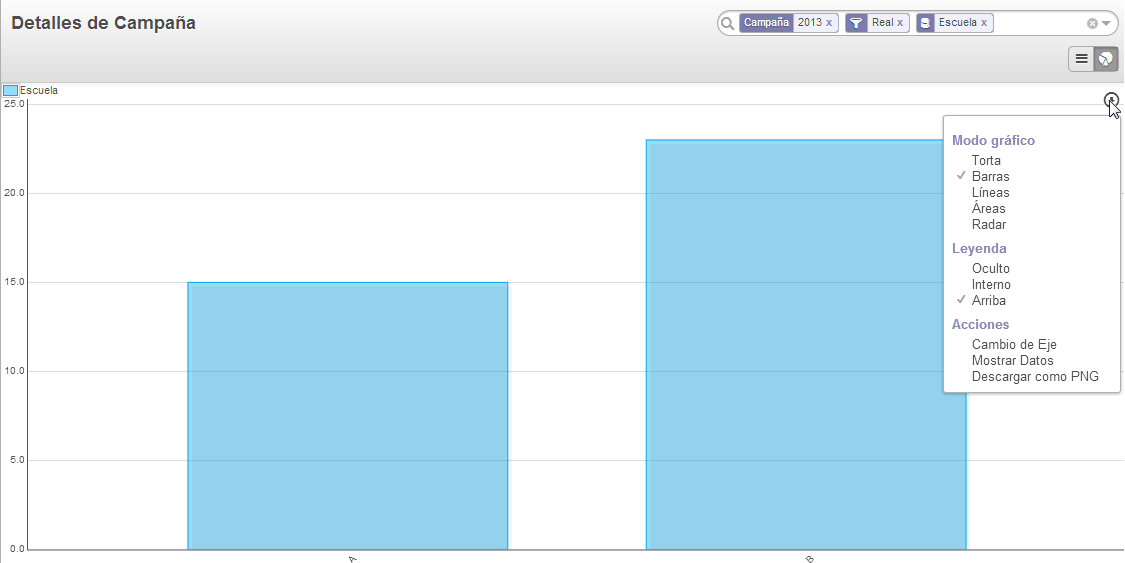 Detalles de Campaña
Campaña 2013 x Real x Escuela x
Escuela
25.0
20.0
15.0
10.0
5.0
0.0
A B
Modo gráfico
Torta
✓ Barras
Líneas
Áreas
Radar
Leyenda
Oculto
Interno
✓ Arriba
Acciones
Cambio de Eje
Mostrar Datos
Descargar como PNG